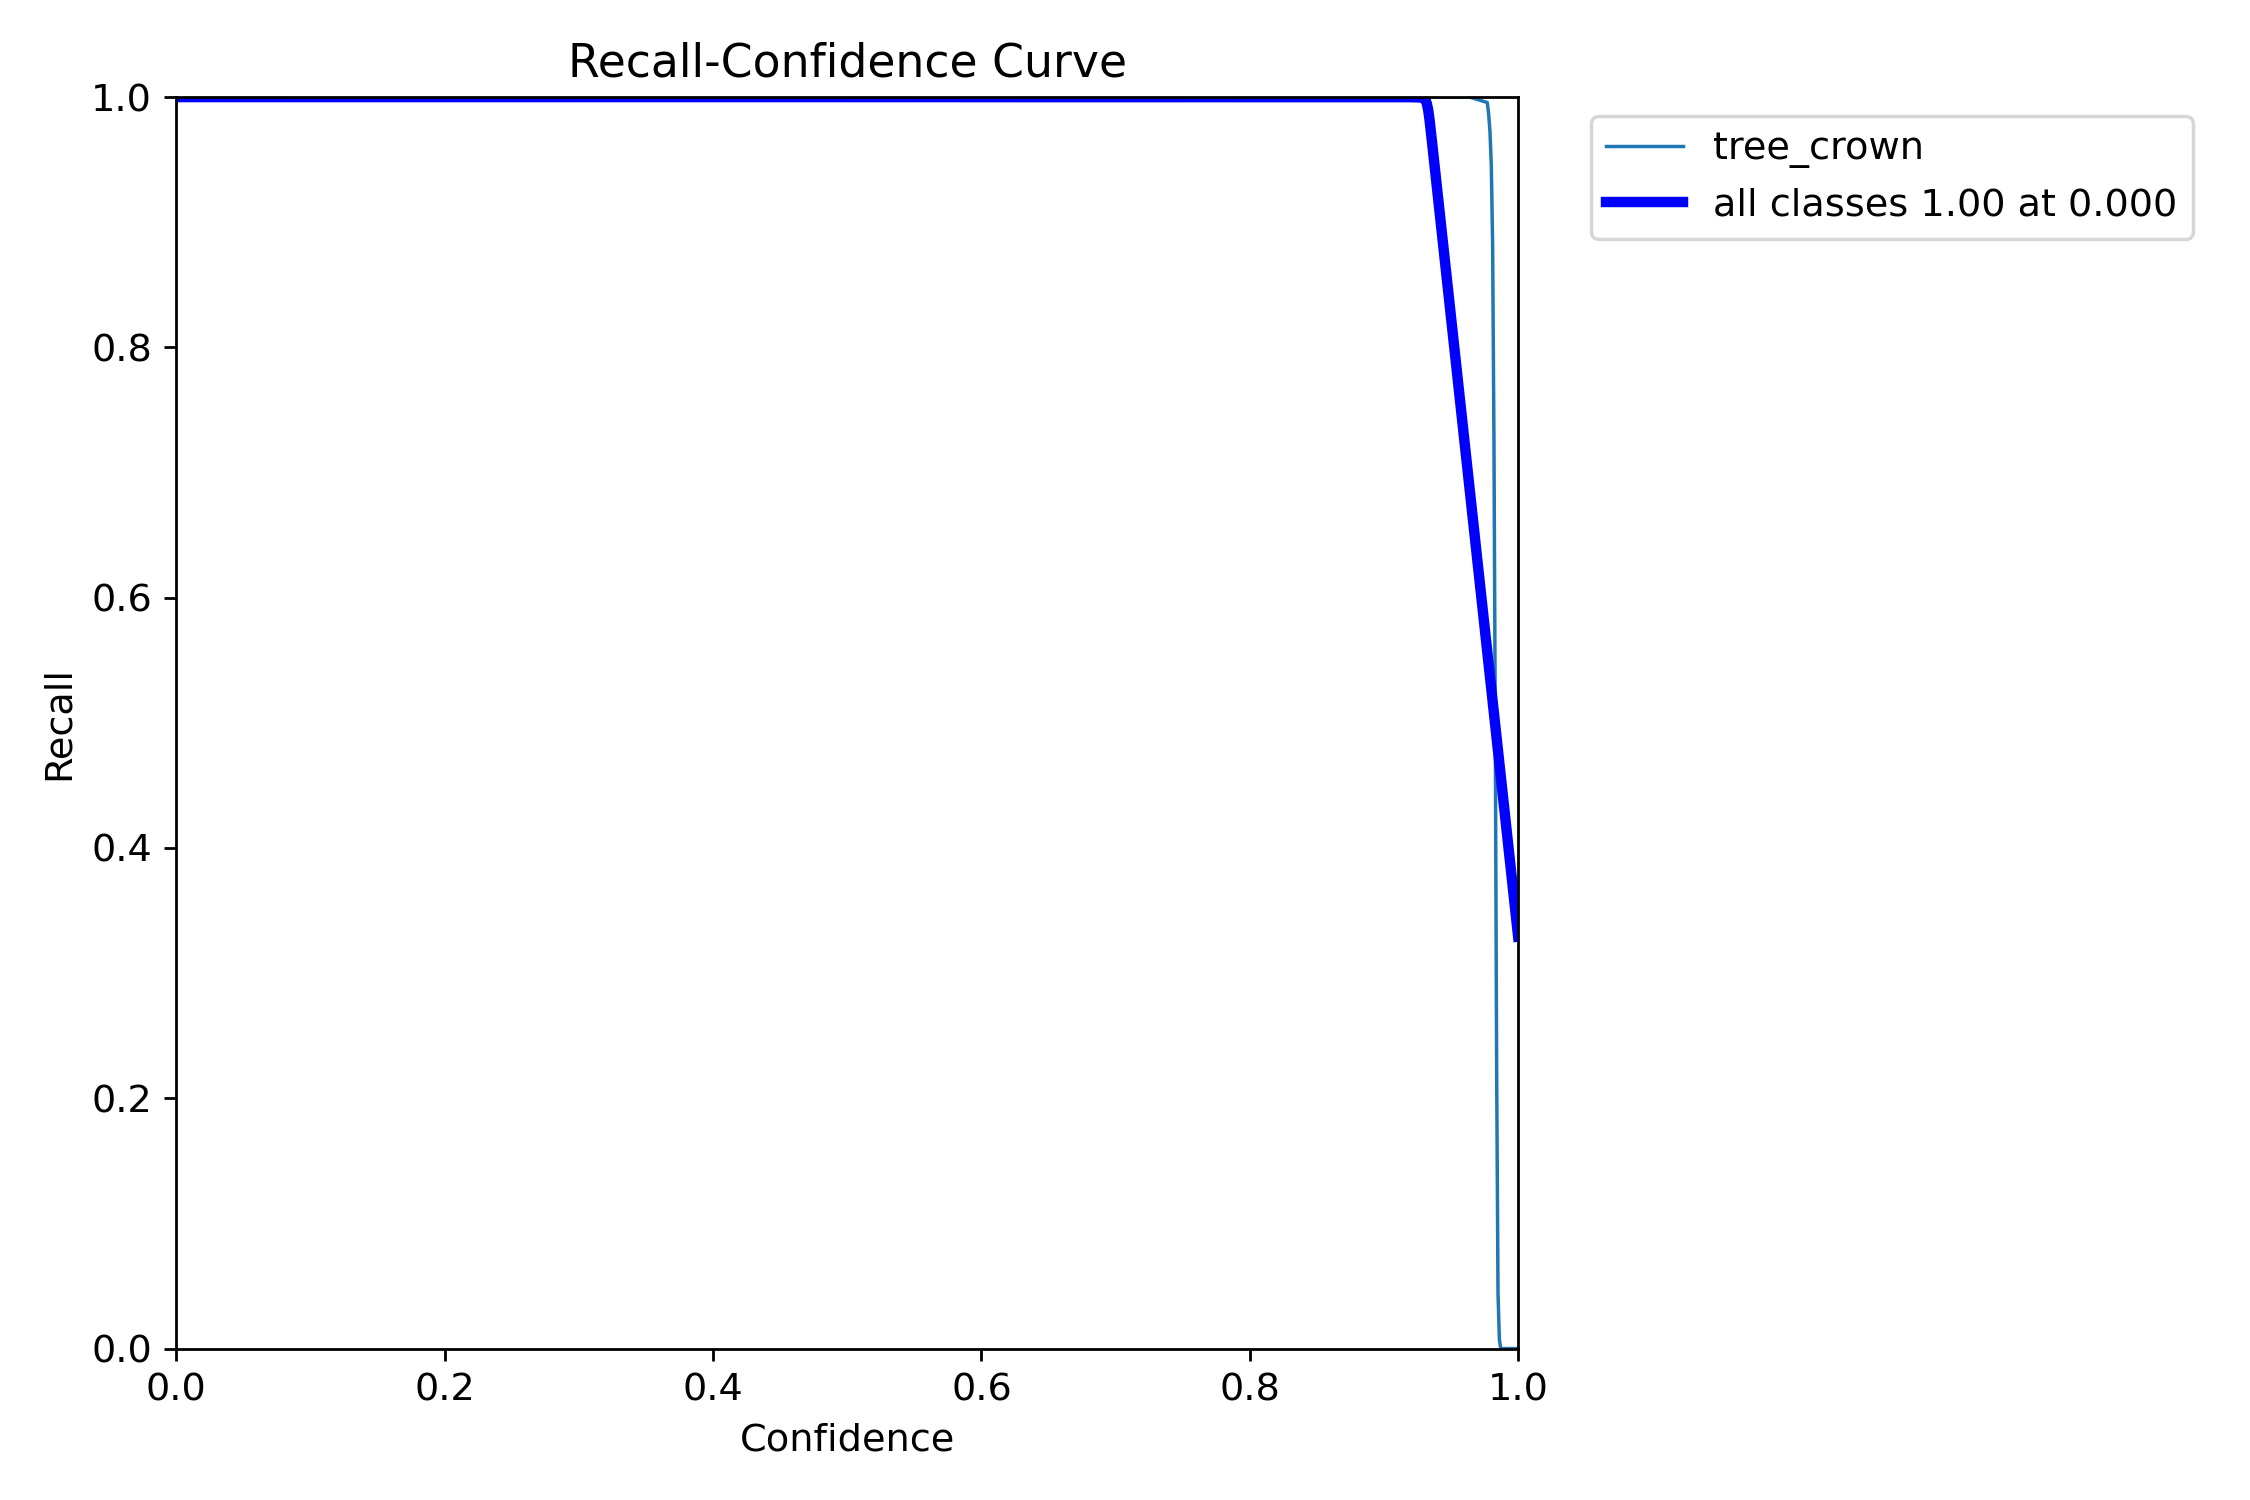 Recall-Confidence Curve
1.0
0.8
0.6
0.4
0.2
0.0
Recall
0.0 0.2 0.4 0.6 0.8 1.0
Confidence
tree_crown
all classes 1.00 at 0.000